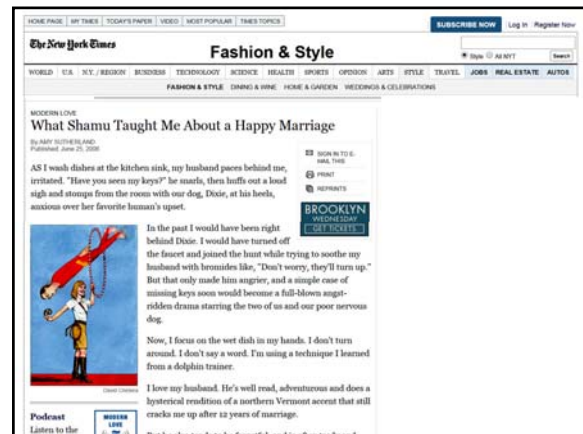 HOME PAGE MY TIMES TODAY'S PAPER VIDEO MOST POPULAR TIMES TOPICS
SUBSCRIBE NOW Log In Register Now
The New York Times
Fashion & Style
Style All NYT Search
WORLD U.S. N.Y. / REGION BUSINESS TECHNOLOGY SCIENCE HEALTH SPORTS OPINION ARTS STYLE TRAVEL JOBS REAL ESTATE AUTOS
FASHION & STYLE DINING & WINE HOME & GARDEN WEDDINGS & CELEBRATIONS
MODERN LOVE
What Shamu Taught Me About a Happy Marriage
By AMY SUTHERLAND
Published: June 25, 2006
SIGN IN TO E-
MAIL THIS
PRINT
REPRINTS
BROOKLYN
WEDNESDAY
GET TICKETS
AS I wash dishes at the kitchen sink, my husband paces behind me,
irritated. "Have you seen my keys?" he snarls, then huffs out a loud
sigh and stomps from the room with our dog, Dixie, at his heels,
anxious over her favorite human's upset.
In the past I would have been right
behind Dixie. I would have turned off
the faucet and joined the hunt while trying to soothe my
husband with bromides like, "Don't worry, they'll turn up."
But that only made him angrier, and a simple case of
missing keys soon would become a full-blown angst-
ridden drama starring the two of us and our poor nervous
dog.
Now, I focus on the wet dish in my hands. I don't turn
around. I don't say a word. I'm using a technique I learned
from a dolphin trainer.
I love my husband. He's well read, adventurous and does a
hysterical rendition of a northern Vermont accent that still
cracks me up after 12 years of marriage.
David Chelsea
Podcast
Listen to the
MODERN
LOVE